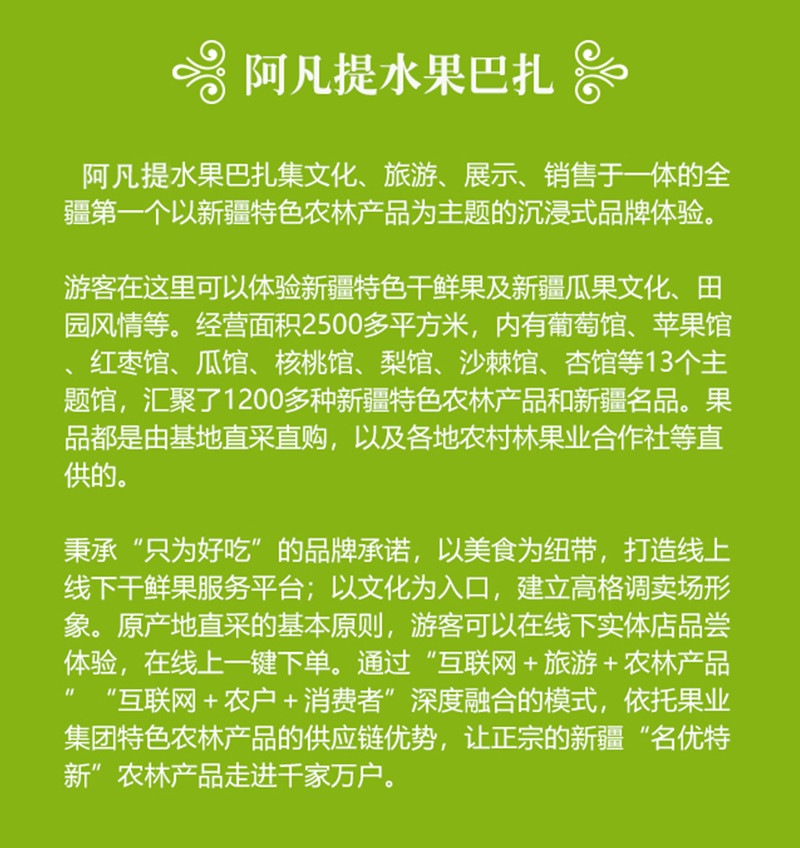 阿凡提水果巴扎
阿凡提水果巴扎集文化、旅游、展示、销售于一体的全
疆第一个以新疆特色农林产品为主题的沉浸式品牌体验。
游客在这里可以体验新疆特色干鲜果及新疆瓜果文化、田
园风情等。经营面积2500多平方米，内有葡萄馆、苹果馆
、红枣馆、瓜馆、核桃馆、梨馆、沙棘馆、杏馆等13个主
题馆，汇聚了1200多种新疆特色农林产品和新疆名品。果
品都是由基地直采直购，以及各地农村林果业合作社等直
供的。
秉承“只为好吃”的品牌承诺，以美食为纽带，打造线上
线下干鲜果服务平台；以文化为入口，建立高格调卖场形
象。原产地直采的基本原则，游客可以在线下实体店品尝
体验，在线上一键下单。通过“互联网＋旅游＋农林产品
”“互联网＋农户＋消费者”深度融合的模式，依托果业
集团特色农林产品的供应链优势，让正宗的新疆“名优特
新”农林产品走进千家万户。